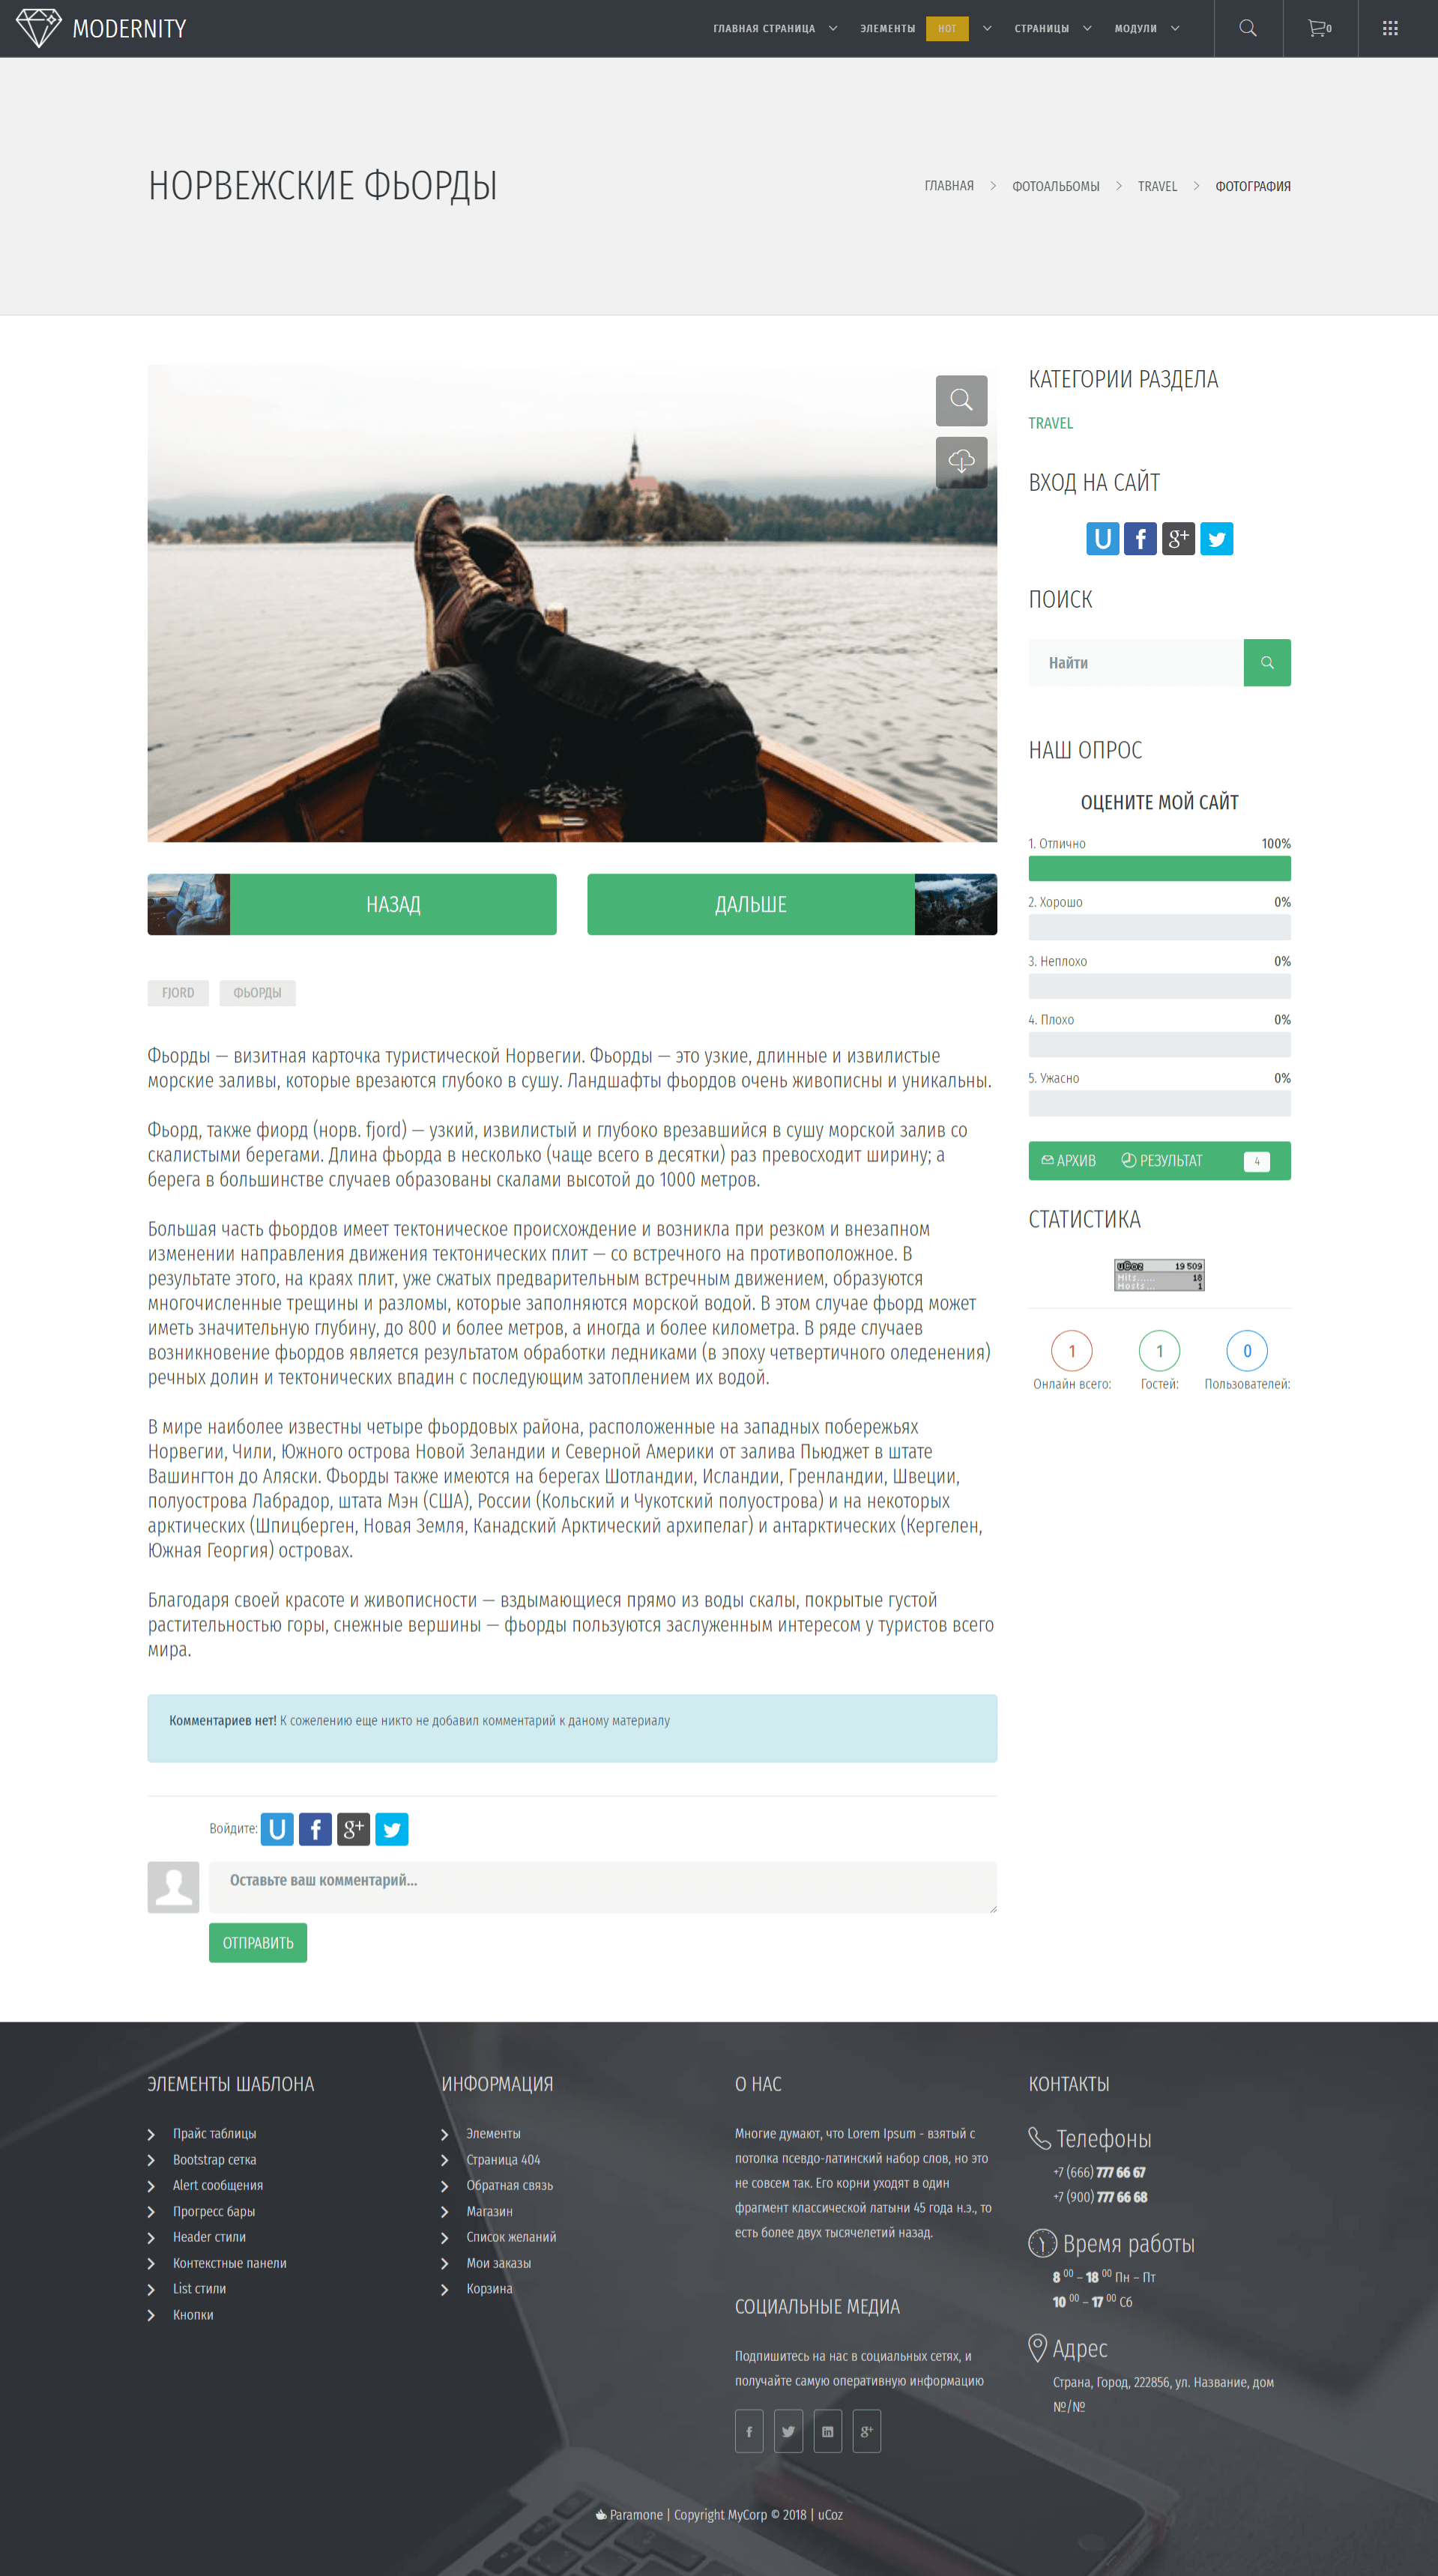 MODERNITY
ГЛАВНАЯ СТРАНИЦА ЭЛЕМЕНТЫ HOT СТРАНИЦЫ МОДУЛИ 0
НОРВЕЖСКИЕ ФЬОРДЫ
ГЛАВНАЯ ФОТОАЛЬБОМЫ TRAVEL ФОТОГРАФИЯ
НАЗАД
ДАЛЬШЕ
FJORD ФЬОРДЫ
Фьорды — визитная карточка туристической Норвегии. Фьорды — это узкие, длинные и извилистые
морские заливы, которые врезаются глубоко в сушу. Ландшафты фьордов очень живописны и уникальны.
Фьорд, также фиорд (норв. fjord) — узкий, извилистый и глубоко врезавшийся в сушу морской залив со
скалистыми берегами. Длина фьорда в несколько (чаще всего в десятки) раз превосходит ширину; а
берега в большинстве случаев образованы скалами высотой до 1000 метров.
Большая часть фьордов имеет тектоническое происхождение и возникла при резком и внезапном
изменении направления движения тектонических плит — со встречного на противоположное. В
результате этого, на краях плит, уже сжатых предварительным встречным движением, образуются
многочисленные трещины и разломы, которые заполняются морской водой. В этом случае фьорд может
иметь значительную глубину, до 800 и более метров, а иногда и более километра. В ряде случаев
возникновение фьордов является результатом обработки ледниками (в эпоху четвертичного оледенения)
речных долин и тектонических впадин с последующим затоплением их водой.
В мире наиболее известны четыре фьордовых района, расположенные на западных побережьях
Норвегии, Чили, Южного острова Новой Зеландии и Северной Америки от залива Пьюджет в штате
Вашингтон до Аляски. Фьорды также имеются на берегах Шотландии, Исландии, Гренландии, Швеции,
полуострова Лабрадор, штата Мэн (США), России (Кольский и Чукотский полуострова) и на некоторых
арктических (Шпицберген, Новая Земля, Канадский Арктический архипелаг) и антарктических (Кергелен,
Южная Георгия) островах.
Благодаря своей красоте и живописности — вздымающиеся прямо из воды скалы, покрытые густой
растительностью горы, снежные вершины — фьорды пользуются заслуженным интересом у туристов всего
мира.
Комментариев нет! К сожелению еще никто не добавил комментарий к даному материалу
Войдите: U f g+
Оставьте ваш комментарий...
ОТПРАВИТЬ
КАТЕГОРИИ РАЗДЕЛА
TRAVEL
ВХОД НА САЙТ
U f g+
ПОИСК
Найти
НАШ ОПРОС
ОЦЕНИТЕ МОЙ САЙТ
1. Отлично 100%
2. Хорошо 0%
3. Неплохо 0%
4. Плохо 0%
5. Ужасно 0%
АРХИВ РЕЗУЛЬТАТ 4
СТАТИСТИКА
uCoz 19 509
Hits...... 18
Hosts... 1
1 1 0
Онлайн всего: Гостей: Пользователей:
ЭЛЕМЕНТЫ ШАБЛОНА
Прайс таблицы
Bootstrap сетка
Alert сообщения
Прогресс бары
Header стили
Контекстные панели
List стили
Кнопки
ИНФОРМАЦИЯ
Элементы
Страница 404
Обратная связь
Магазин
Список желаний
Мои заказы
Корзина
О НАС
Многие думают, что Lorem Ipsum - взятый с
потолка псевдо-латинский набор слов, но это
не совсем так. Его корни уходят в один
фрагмент классической латыни 45 года н.э., то
есть более двух тысячелетий назад.
СОЦИАЛЬНЫЕ МЕДИА
Подпишитесь на нас в социальных сетях, и
получайте самую оперативную информацию
f in g+
КОНТАКТЫ
Телефоны
+7 (666) 777 66 67
+7 (900) 777 66 68
Время работы
8 00 – 18 00 Пн – Пт
10 00 – 17 00 Сб
Адрес
Страна, Город, 222856, ул. Название, дом
№/№
Paramone | Copyright MyCorp © 2018 | uCoz